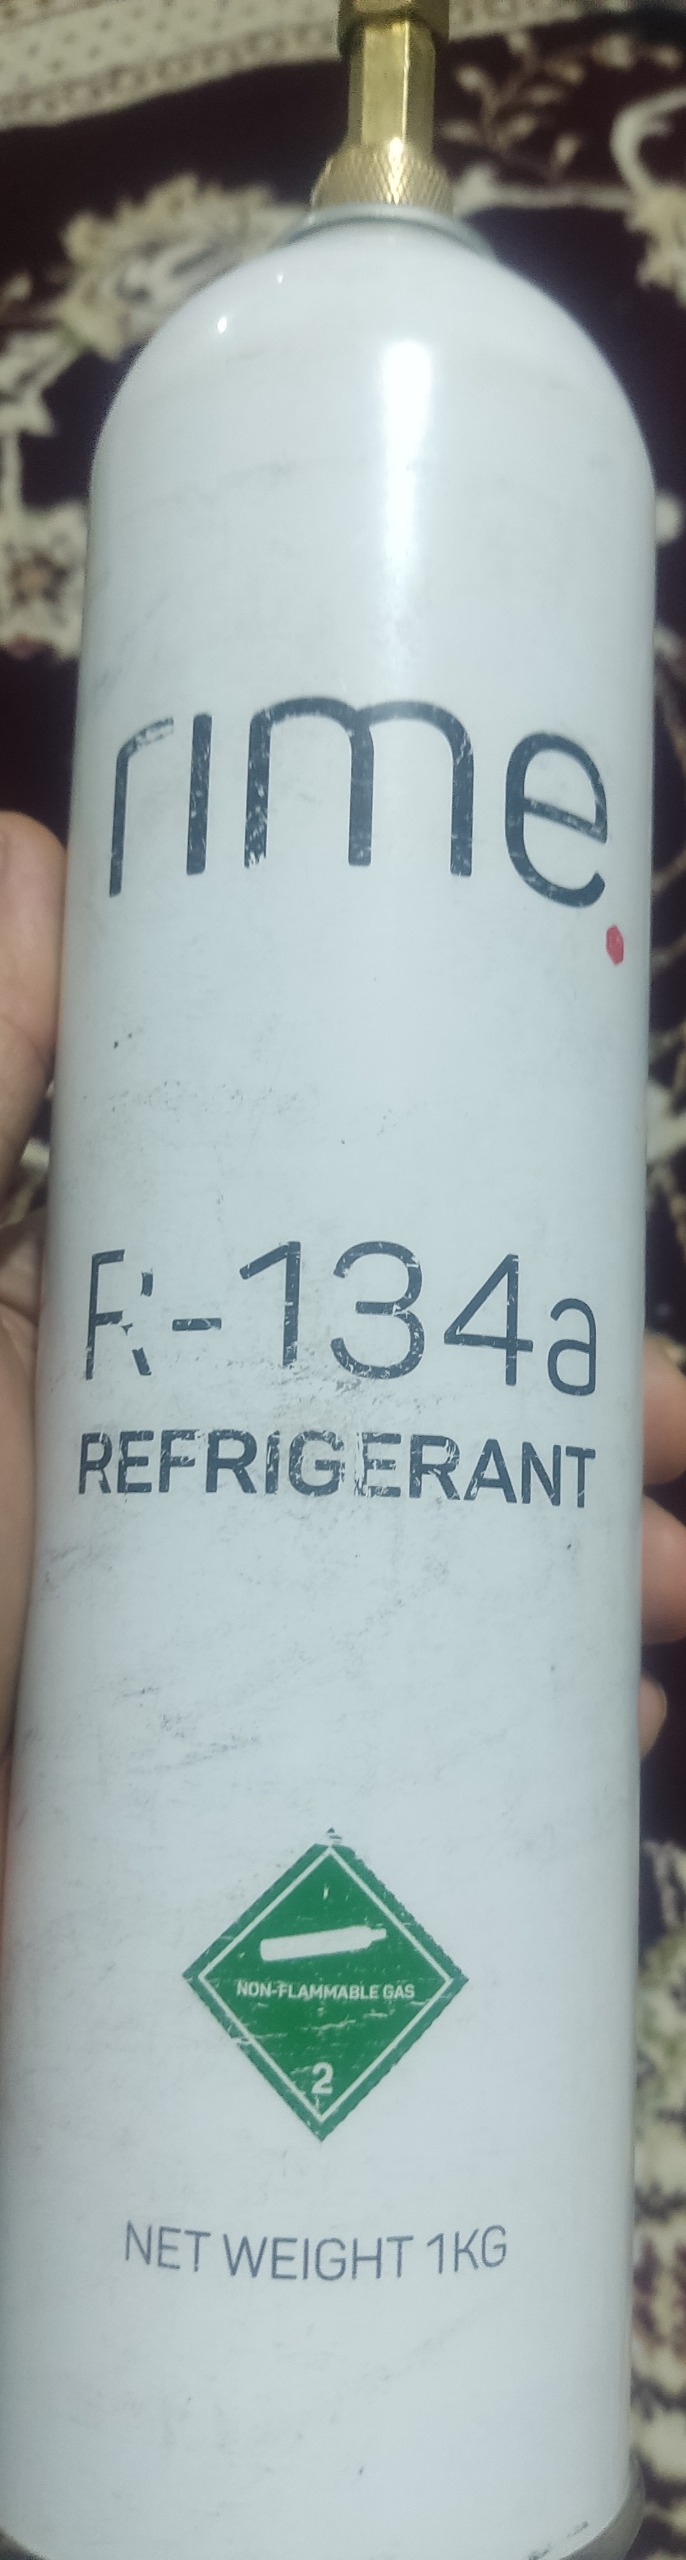 rime.
R-134a
REFRIGERANT
NON-FLAMMABLE GAS
2
NET WEIGHT 1KG